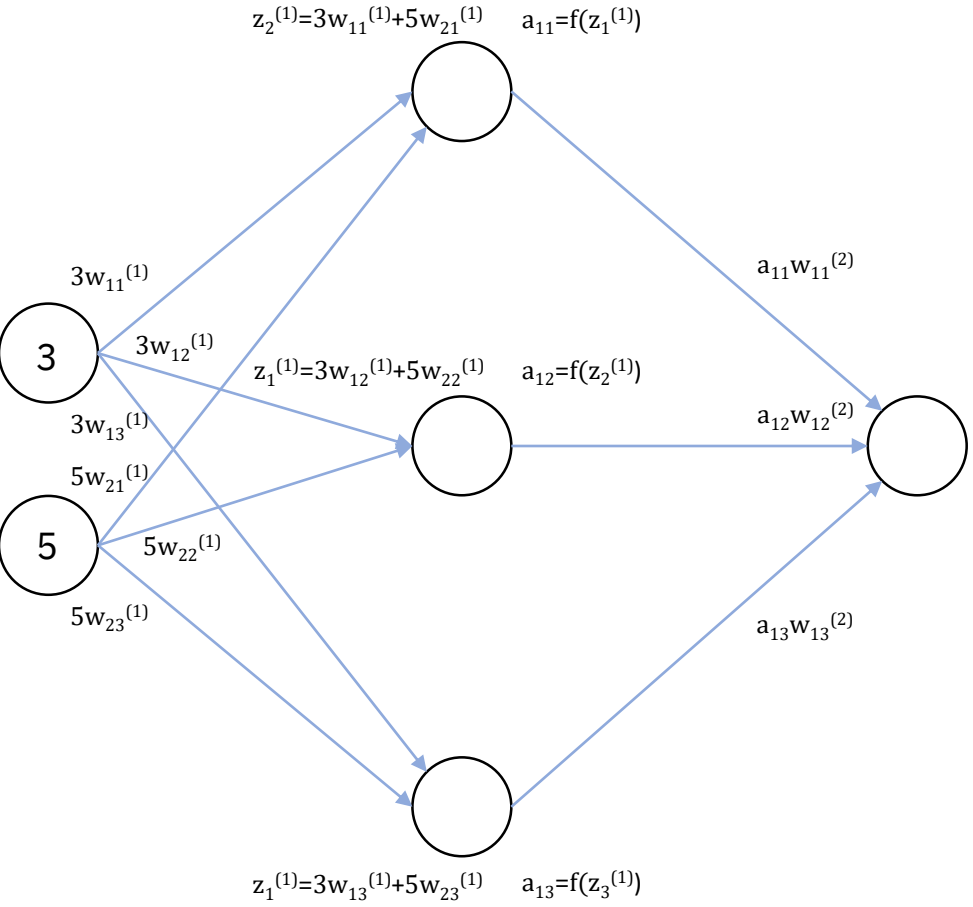 z₂⁽¹⁾=3w₁₁⁽¹⁾+5w₂₁⁽¹⁾ a₁₁=f(z₁⁽¹⁾)
a₁₁w₁₁⁽²⁾
3w₁₁⁽¹⁾
3
3w₁₂⁽¹⁾
z₁⁽¹⁾=3w₁₂⁽¹⁾+5w₂₂⁽¹⁾ a₁₂=f(z₂⁽¹⁾)
a₁₂w₁₂⁽²⁾
3w₁₃⁽¹⁾
5w₂₁⁽¹⁾
5
5w₂₂⁽¹⁾
5w₂₃⁽¹⁾
a₁₃w₁₃⁽²⁾
z₁⁽¹⁾=3w₁₃⁽¹⁾+5w₂₃⁽¹⁾ a₁₃=f(z₃⁽¹⁾)